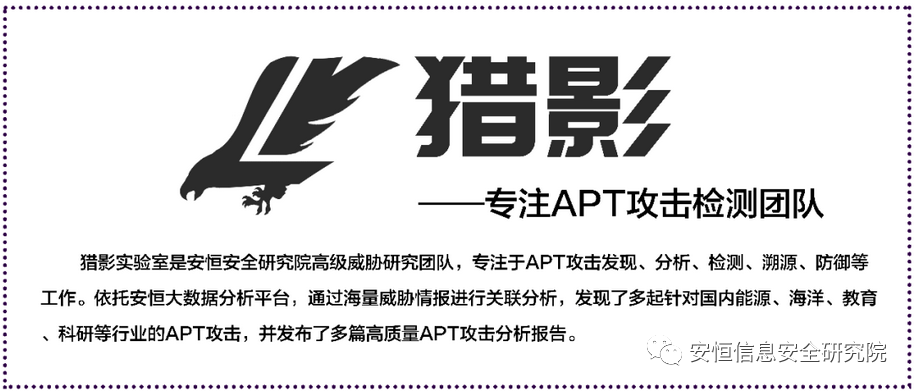 猎影
——专注APT攻击检测团队
猎影实验室是安恒安全研究院高级威胁研究团队，专注于APT攻击发现、分析、检测、溯源、防御等
工作。依托安恒大数据分析平台，通过海量威胁情报进行关联分析，发现了多起针对国内能源、海洋、教育
、科研等行业的APT攻击，并发布了多篇高质量APT攻击分析报告。
安恒信息安全研究院